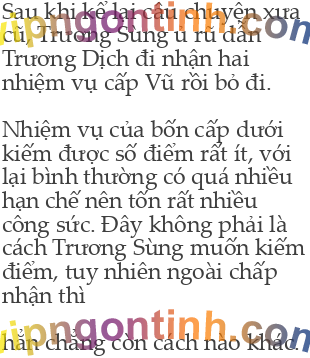 Sau khi kể lại câu chuyện xưa
cũ, Trương Sùng ủ rũ dẫn
Trương Dịch đi nhận hai
nhiệm vụ cấp Vũ rồi bỏ đi.
Nhiệm vụ của bốn cấp dưới
kiếm được số điểm rất ít, với
lại bình thường có quá nhiều
hạn chế nên tốn rất nhiều
công sức. Đây không phải là
cách Trương Sùng muốn kiếm
điểm, tuy nhiên ngoài chấp
nhận thì
hắn chẳng còn cách nào khác.
vipngontinh.com
vipngontinh.com